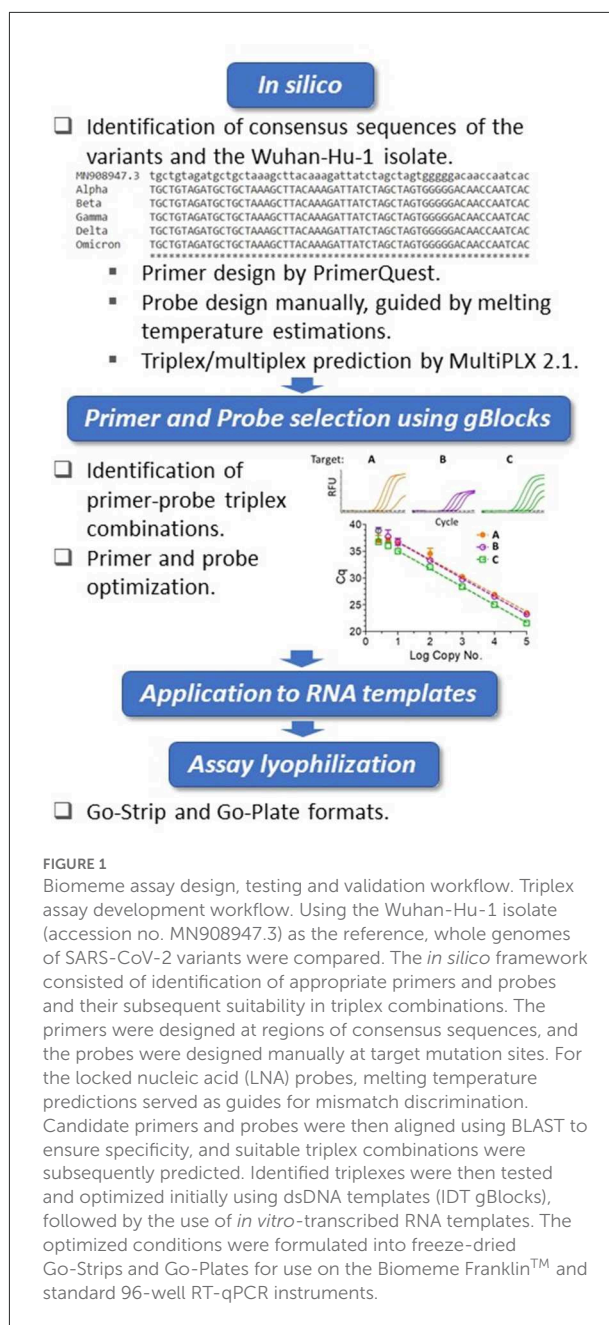 In silico
❑ Identification of consensus sequences of the
variants and the Wuhan-Hu-1 isolate.
MN908947.3 tgctgtagatgctgctaaagcttacaaagattatctagctagtgggggacaaccaatcac
Alpha TGCTGTAGATGCTGCTAAAGCTTACAAAGATTATCTAGCTAGTGGGGGACAACCAATCAC
Beta TGCTGTAGATGCTGCTAAAGCTTACAAAGATTATCTAGCTAGTGGGGGACAACCAATCAC
Gamma TGCTGTAGATGCTGCTAAAGCTTACAAAGATTATCTAGCTAGTGGGGGACAACCAATCAC
Delta TGCTGTAGATGCTGCTAAAGCTTACAAAGATTATCTAGCTAGTGGGGGACAACCAATCAC
Omicron TGCTGTAGATGCTGCTAAAGCTTACAAAGATTATCTAGCTAGTGGGGGACAACCAATCAC
************************************************************
▪ Primer design by PrimerQuest.
▪ Probe design manually, guided by melting
temperature estimations.
▪ Triplex/multiplex prediction by MultiPLX 2.1.
Primer and Probe selection using gBlocks
❑ Identification of
primer-probe triplex
combinations.
❑ Primer and probe
optimization.
Target: A B C
RFU
Cycle
40
35
30
25
20
Cq
A
B
C
0 1 2 3 4 5
Log Copy No.
Application to RNA templates
Assay lyophilization
❑ Go-Strip and Go-Plate formats.
FIGURE 1
Biomeme assay design, testing and validation workflow. Triplex
assay development workflow. Using the Wuhan-Hu-1 isolate
(accession no. MN908947.3) as the reference, whole genomes
of SARS-CoV-2 variants were compared. The in silico framework
consisted of identification of appropriate primers and probes
and their subsequent suitability in triplex combinations. The
primers were designed at regions of consensus sequences, and
the probes were designed manually at target mutation sites. For
the locked nucleic acid (LNA) probes, melting temperature
predictions served as guides for mismatch discrimination.
Candidate primers and probes were then aligned using BLAST to
ensure specificity, and suitable triplex combinations were
subsequently predicted. Identified triplexes were then tested
and optimized initially using dsDNA templates (IDT gBlocks),
followed by the use of in vitro-transcribed RNA templates. The
optimized conditions were formulated into freeze-dried
Go-Strips and Go-Plates for use on the Biomeme Franklin™ and
standard 96-well RT-qPCR instruments.